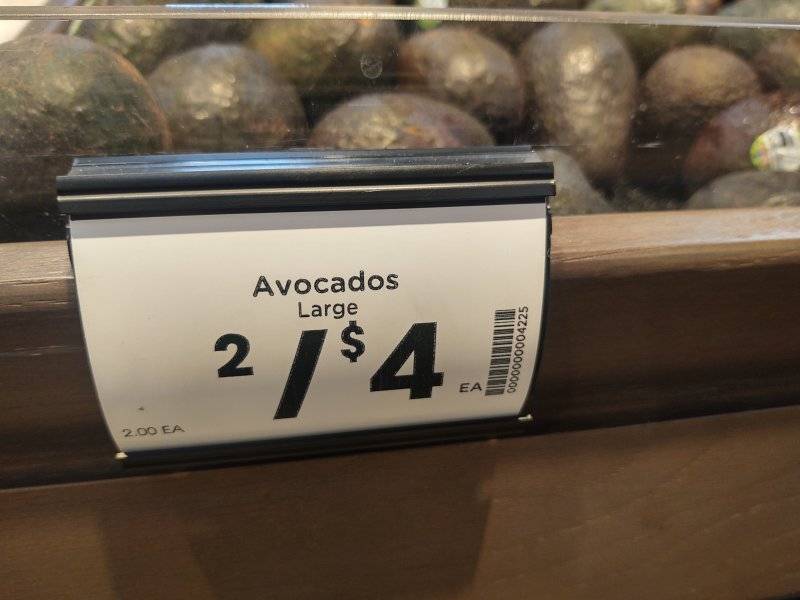 Avocados
Large
2/$4 EA
0000000004225
2.00 EA